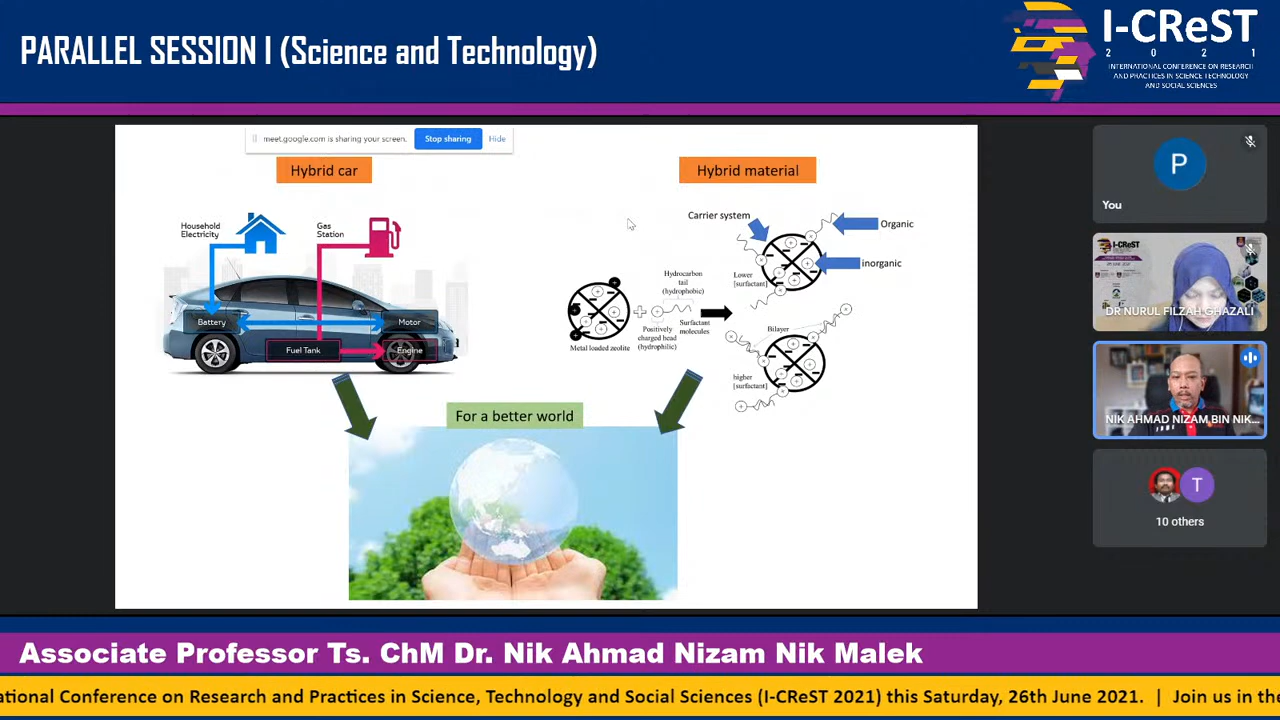 PARALLEL SESSION I (Science and Technology)
I-CReST
2 0 2 1
INTERNATIONAL CONFERENCE ON RESEARCH
AND PRACTICES IN SCIENCE TECHNOLOGY
AND SOCIAL SCIENCES
meet.google.com is sharing your screen.
Stop sharing
Hide
Hybrid car
Household
Electricity
Gas
Station
Battery
Motor
Fuel Tank
Engine
Hybrid material
Carrier system
Organic
inorganic
Lower
[surfactant]
Hydrocarbon
tail
(hydrophobic)
Positively
charged head
(hydrophilic)
Surfactant
molecules
Metal loaded zeolite
Bilayer
higher
[surfactant]
For a better world
P
You
I-CReST
DR NURUL FILZAH GHAZALI
NIK AHMAD NIZAM BIN NIK...
T
10 others
Associate Professor Ts. ChM Dr. Nik Ahmad Nizam Nik Malek
ational Conference on Research and Practices in Science, Technology and Social Sciences (I-CReST 2021) this Saturday, 26th June 2021. | Join us in the